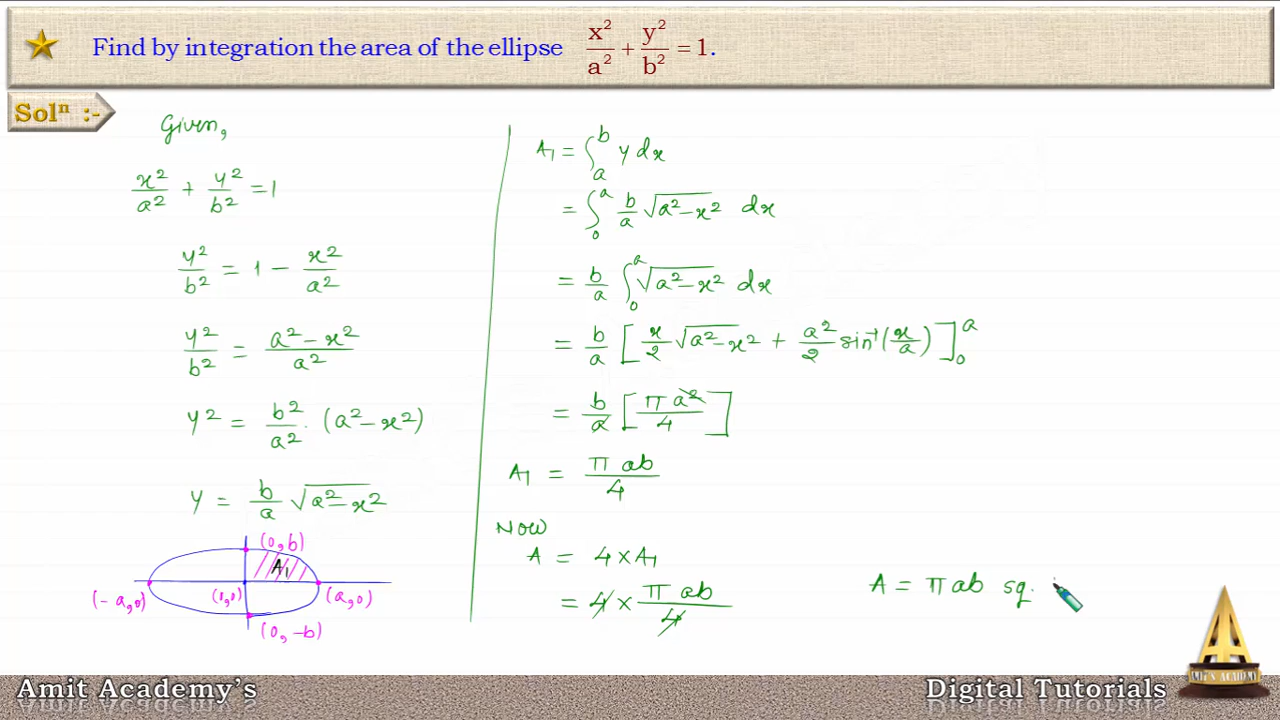 Find by integration the area of the ellipse x²/a² + y²/b² = 1.
Solⁿ :-
Given,
x²/a² + y²/b² = 1
y²/b² = 1 - x²/a²
y²/b² = (a² - x²)/a²
y² = b²/a² . (a² - x²)
y = b/a √(a² - x²)
(0, b)
A₁
(-a, 0) (0,0) (a, 0)
(0, -b)
A₁ = ∫ₐᵇ y dx
= ∫₀ᵃ b/a √(a² - x²) dx
= b/a ∫₀ᵃ √(a² - x²) dx
= b/a [ x/2 √(a² - x²) + a²/2 sin⁻¹(x/a) ]₀ᵃ
= b/a [ πa²/4 ]
A₁ = πab/4
Now
A = 4 × A₁
= 4 × πab/4
A = πab sq.
Amit Academy's
Digital Tutorials
AMIT'S ACADEMY